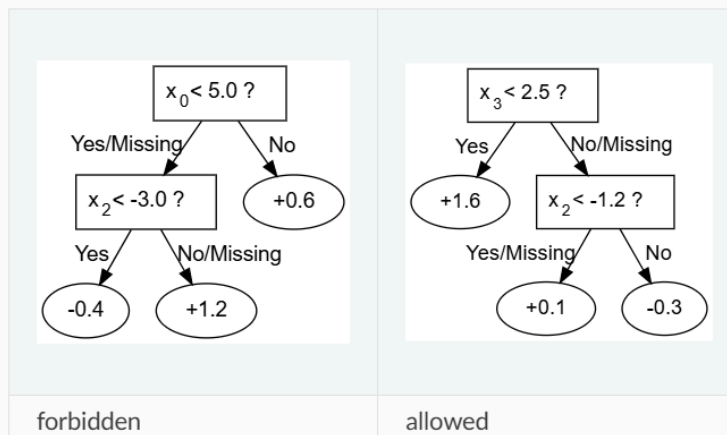 x0 < 5.0 ?
Yes/Missing
No
x2 < -3.0 ?
+0.6
Yes
No/Missing
-0.4
+1.2
forbidden
x3 < 2.5 ?
Yes
No/Missing
+1.6
x2 < -1.2 ?
Yes/Missing
No
+0.1
-0.3
allowed